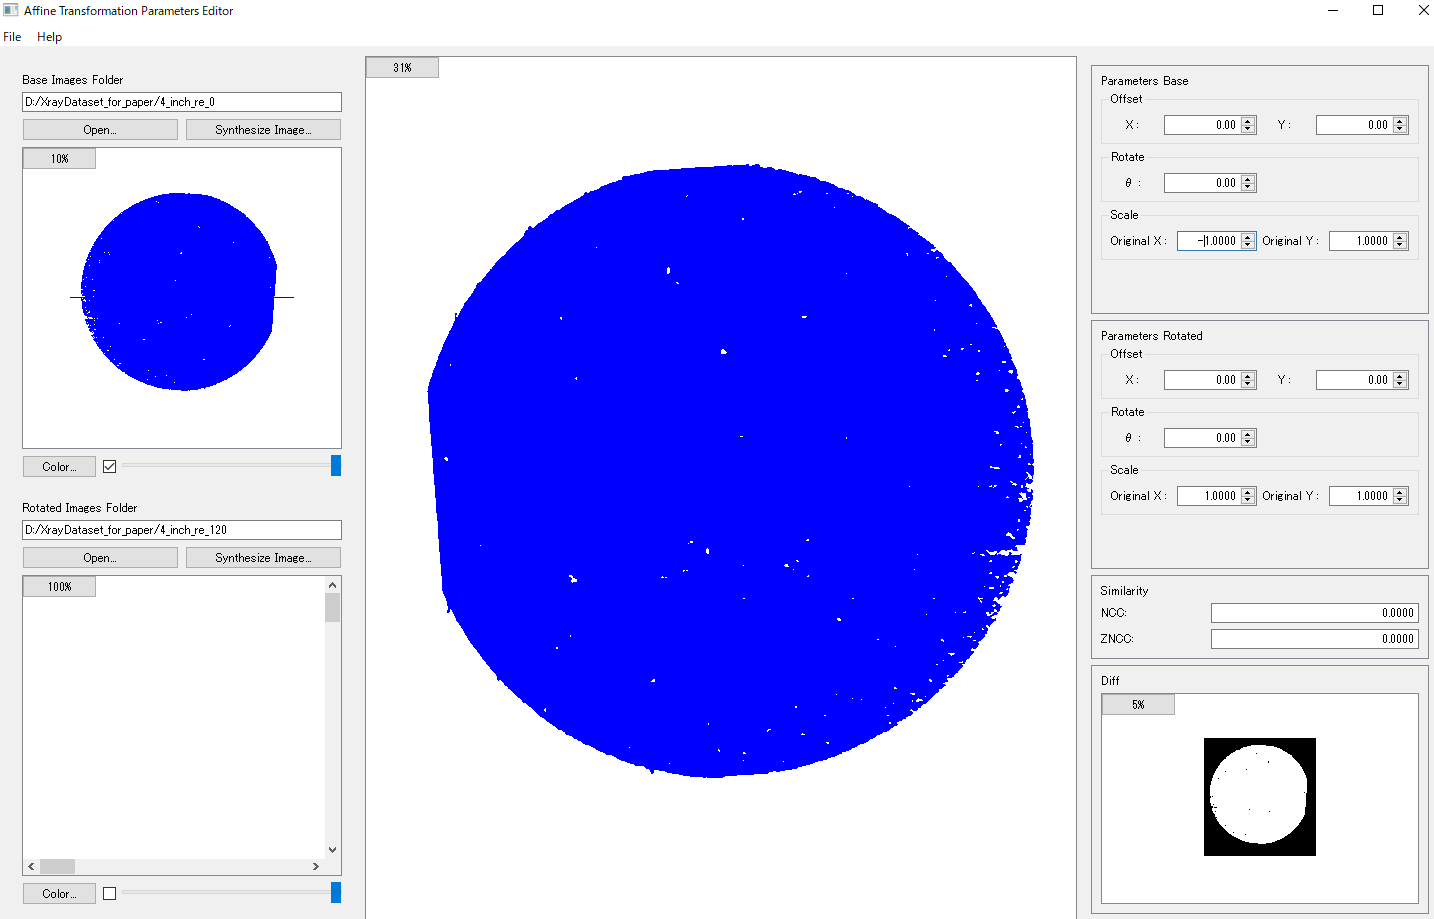 Affine Transformation Parameters Editor
File Help
Base Images Folder
D:/XrayDataset_for_paper/4_inch_re_0
Open... Synthesize Image...
10%
Color...
Rotated Images Folder
D:/XrayDataset_for_paper/4_inch_re_120
Open... Synthesize Image...
100%
Color...
31%
Parameters Base
Offset
X : 0.00 Y : 0.00
Rotate
θ : 0.00
Scale
Original X : -1.0000 Original Y : 1.0000
Parameters Rotated
Offset
X : 0.00 Y : 0.00
Rotate
θ : 0.00
Scale
Original X : 1.0000 Original Y : 1.0000
Similarity
NCC: 0.0000
ZNCC: 0.0000
Diff
5%